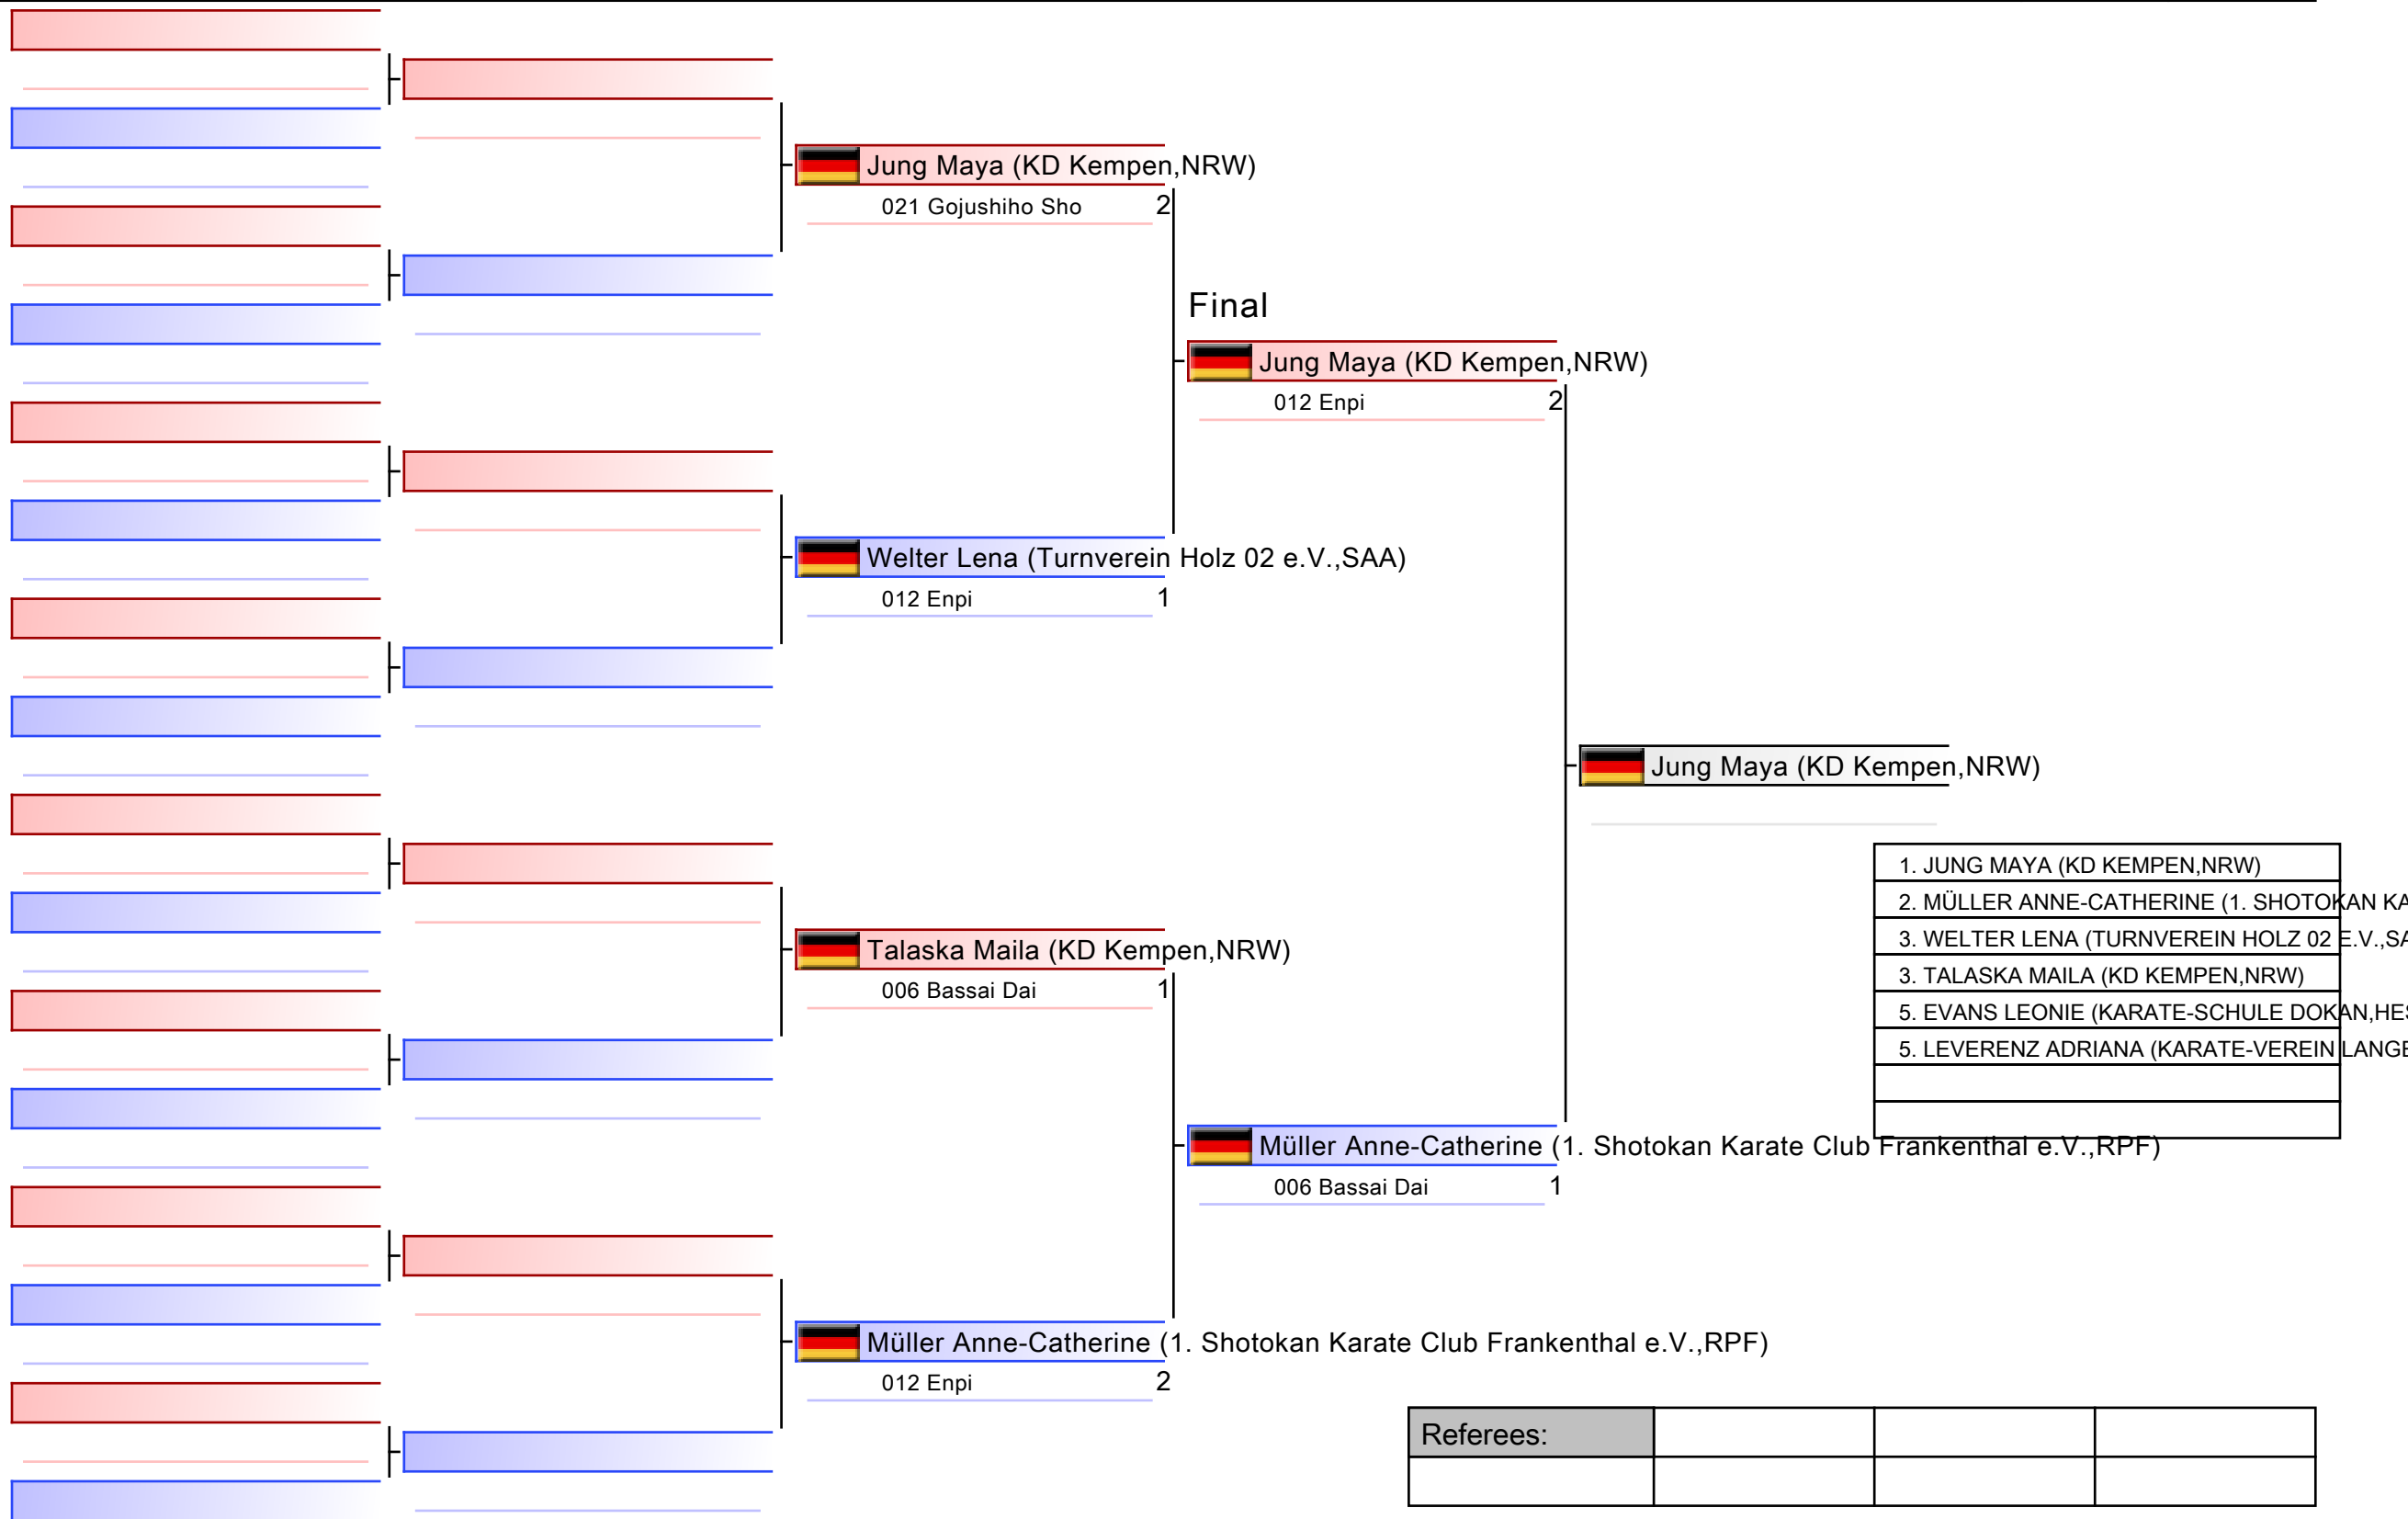 Jung Maya (KD Kempen,NRW)
021 Gojushiho Sho 2
Final
Jung Maya (KD Kempen,NRW)
012 Enpi 2
Welter Lena (Turnverein Holz 02 e.V.,SAA)
012 Enpi 1
Jung Maya (KD Kempen,NRW)
1. JUNG MAYA (KD KEMPEN,NRW)
2. MÜLLER ANNE-CATHERINE (1. SHOTOKAN KA
3. WELTER LENA (TURNVEREIN HOLZ 02 E.V.,SA
3. TALASKA MAILA (KD KEMPEN,NRW)
5. EVANS LEONIE (KARATE-SCHULE DOKAN,HES
5. LEVERENZ ADRIANA (KARATE-VEREIN LANGE
Talaska Maila (KD Kempen,NRW)
006 Bassai Dai 1
Müller Anne-Catherine (1. Shotokan Karate Club Frankenthal e.V.,RPF)
006 Bassai Dai 1
Müller Anne-Catherine (1. Shotokan Karate Club Frankenthal e.V.,RPF)
012 Enpi 2
Referees: